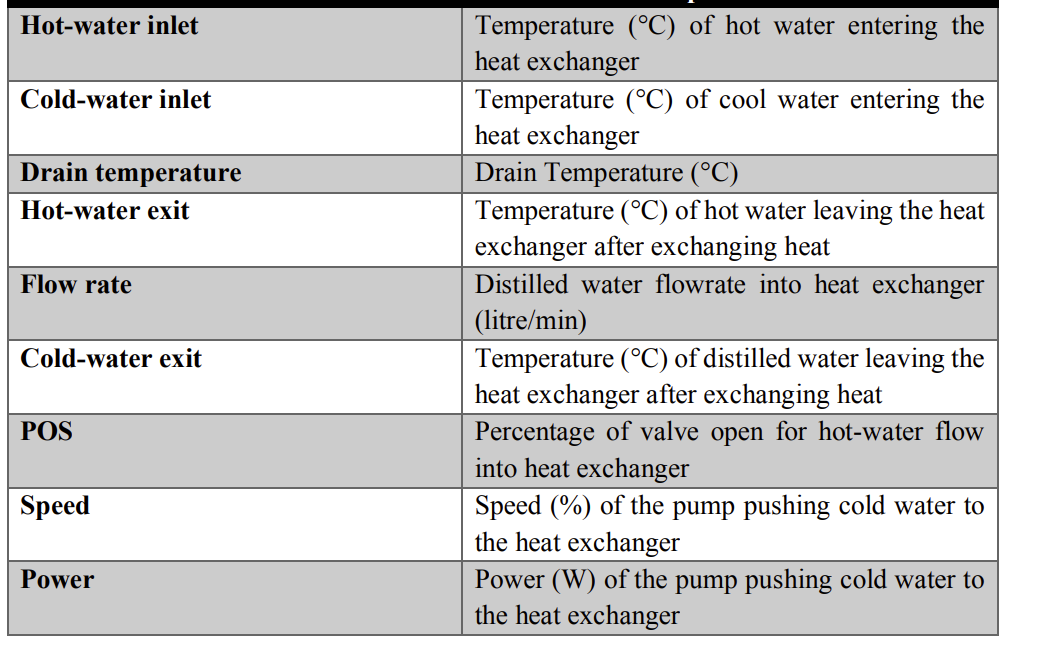 Hot-water inlet
Temperature (°C) of hot water entering the
heat exchanger
Cold-water inlet
Temperature (°C) of cool water entering the
heat exchanger
Drain temperature
Drain Temperature (°C)
Hot-water exit
Temperature (°C) of hot water leaving the heat
exchanger after exchanging heat
Flow rate
Distilled water flowrate into heat exchanger
(litre/min)
Cold-water exit
Temperature (°C) of distilled water leaving the
heat exchanger after exchanging heat
POS
Percentage of valve open for hot-water flow
into heat exchanger
Speed
Speed (%) of the pump pushing cold water to
the heat exchanger
Power
Power (W) of the pump pushing cold water to
the heat exchanger